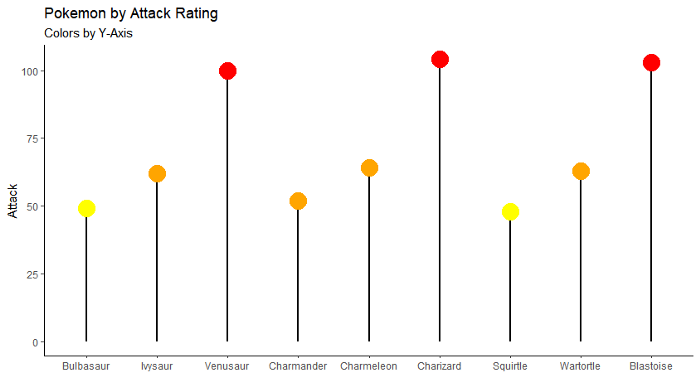 Pokemon by Attack Rating
Colors by Y-Axis
Attack
100
75
50
25
0
Bulbasaur Ivysaur Venusaur Charmander Charmeleon Charizard Squirtle Wartortle Blastoise